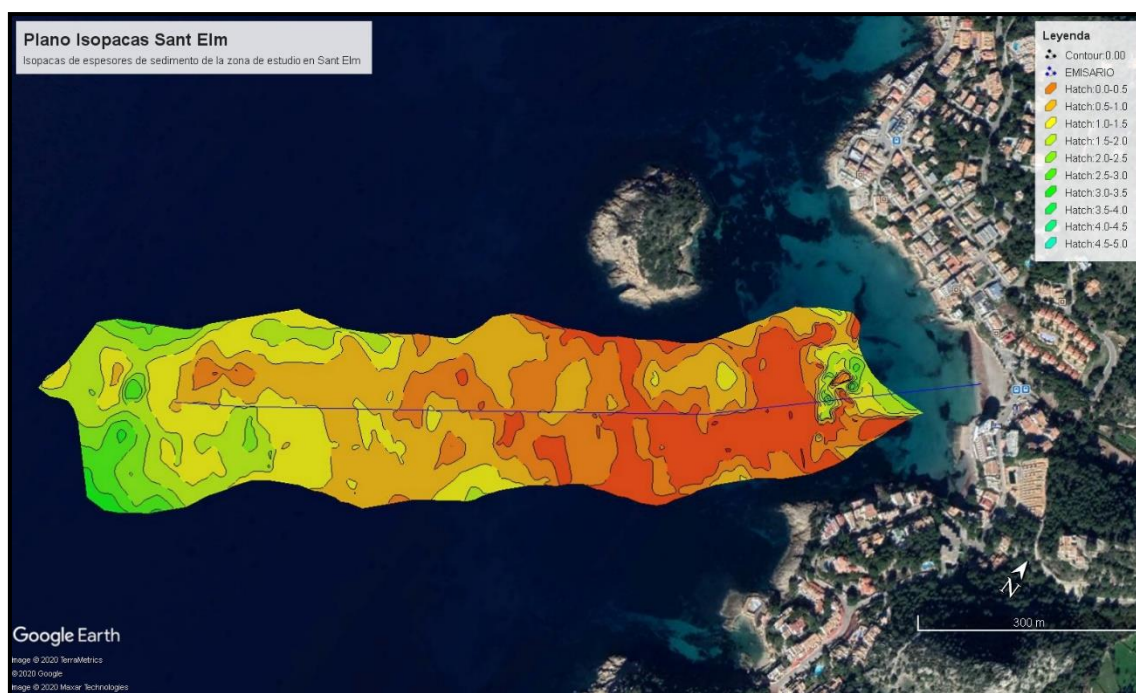 Plano Isopacas Sant Elm
Isopacas de espesores de sedimento de la zona de estudio en Sant Elm
Leyenda
Contour:0.00
EMISARIO
Hatch:0.0-0.5
Hatch:0.5-1.0
Hatch:1.0-1.5
Hatch:1.5-2.0
Hatch:2.0-2.5
Hatch:2.5-3.0
Hatch:3.0-3.5
Hatch:3.5-4.0
Hatch:4.0-4.5
Hatch:4.5-5.0
N
300 m
Google Earth
Image © 2020 TerraMetrics
© 2020 Google
Image © 2020 Maxar Technologies